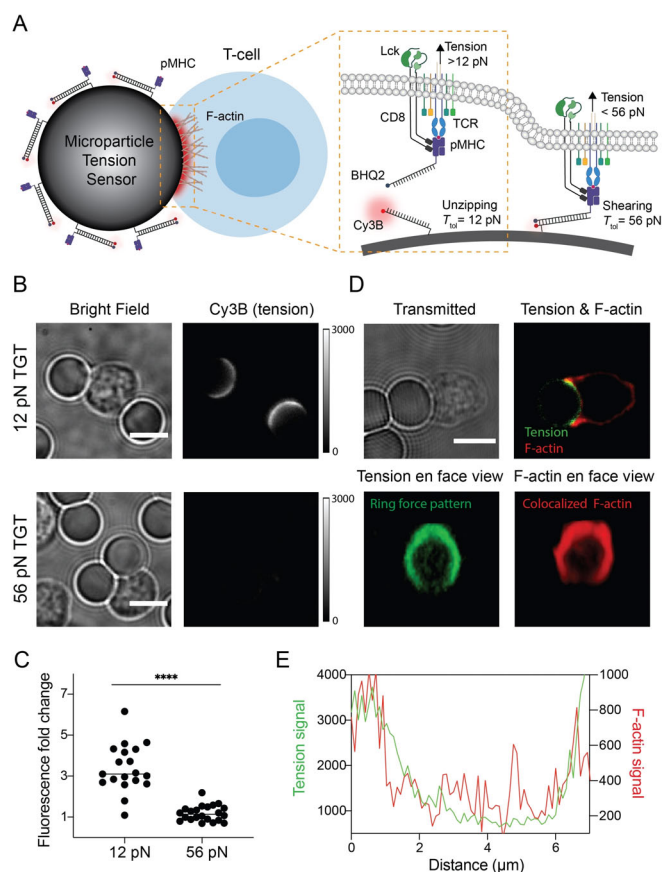 A
pMHC
T-cell
F-actin
Microparticle
Tension
Sensor
Lck
Tension
>12 pN
CD8
TCR
pMHC
BHQ2
Cy3B
Unzipping
Ttol= 12 pN
Tension
< 56 pN
Shearing
Ttol= 56 pN
B
Bright Field
Cy3B (tension)
12 pN TGT
3000
0
56 pN TGT
3000
0
D
Transmitted
Tension & F-actin
Tension
F-actin
Tension en face view
F-actin en face view
Ring force pattern
Colocalized F-actin
C
****
Fluorescence fold change
7
5
3
1
12 pN
56 pN
E
Tension signal
4000
3000
2000
1000
F-actin signal
1000
800
600
400
200
0
2
4
6
Distance (μm)